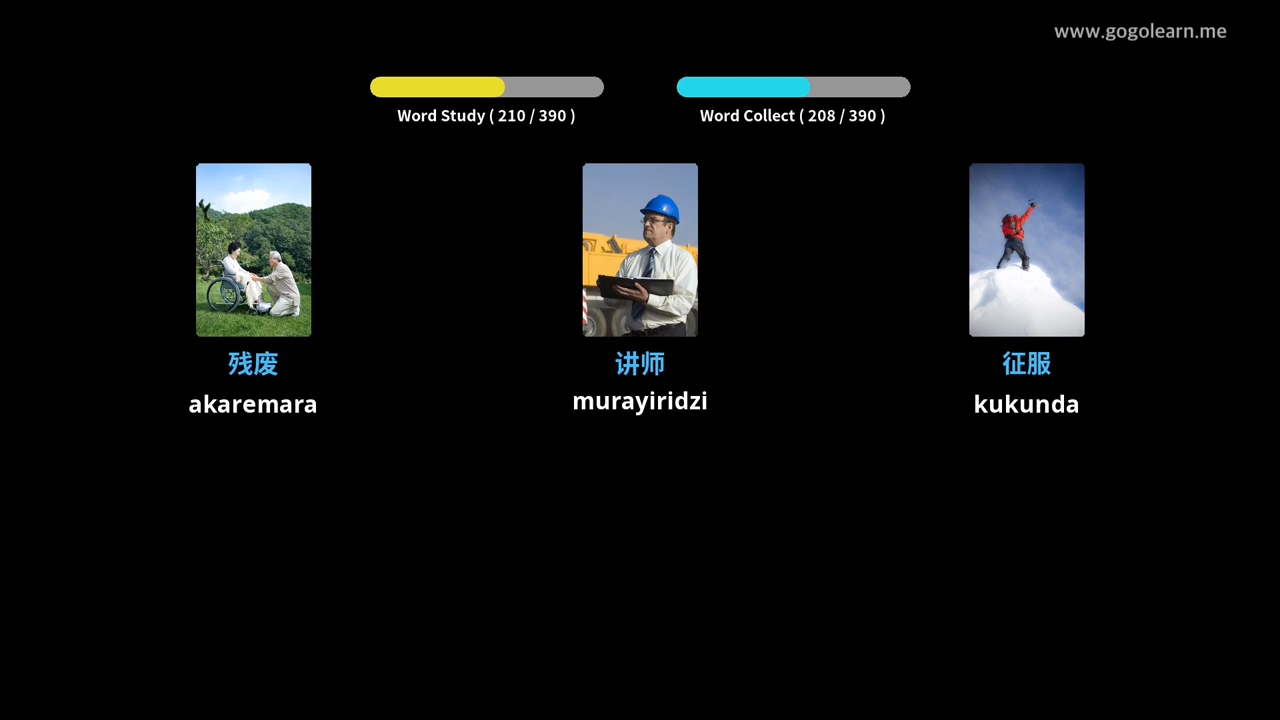 www.gogolearn.me
Word Study ( 210 / 390 )
Word Collect ( 208 / 390 )
残废
讲师
征服
akaremara
murayiridzi
kukunda